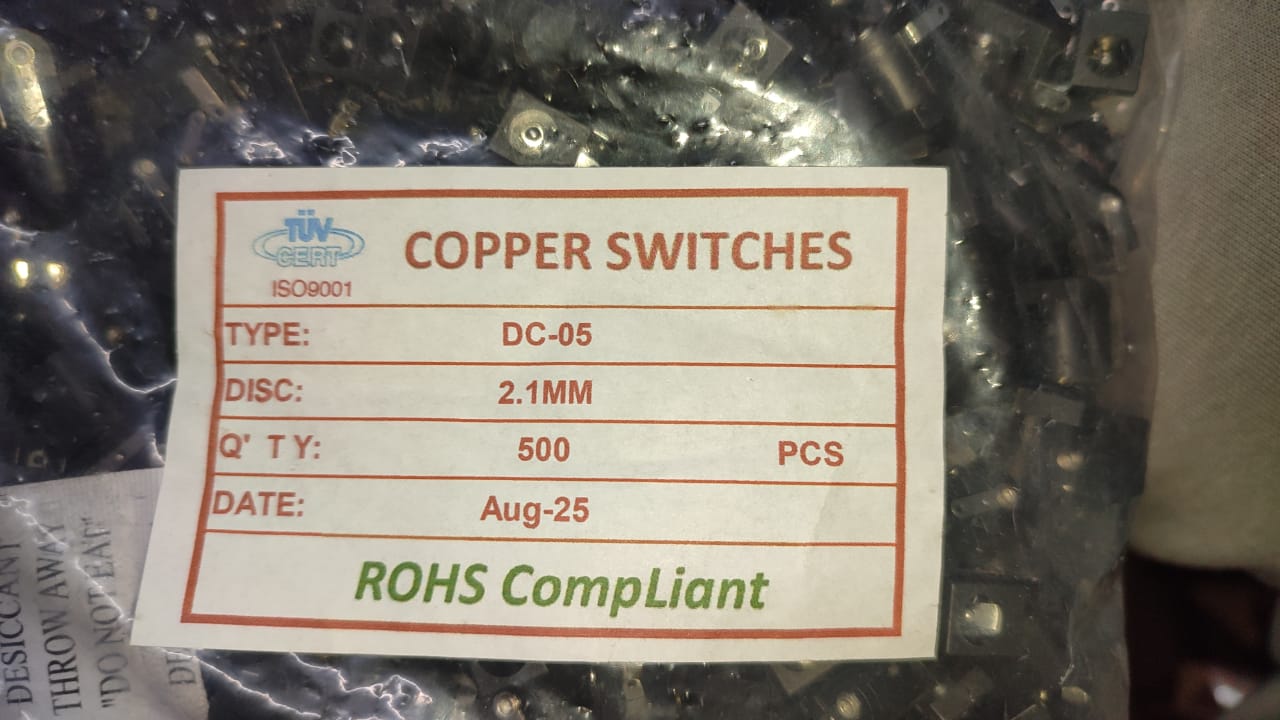 TÜV
CERT
ISO9001
COPPER SWITCHES
TYPE: DC-05
DISC: 2.1MM
Q' T Y: 500 PCS
DATE: Aug-25
ROHS CompLiant
DESICCANT
THROW AWAY
"DO NOT EAT"